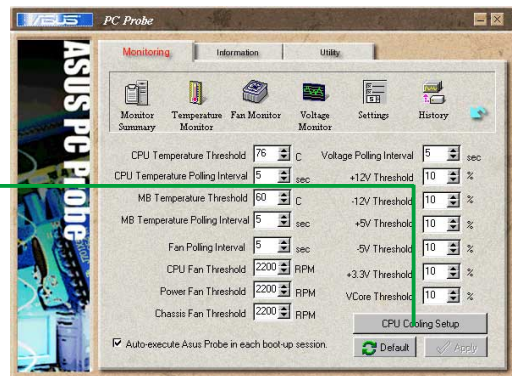 ASUS
PC Probe
ASUS PC Probe
Monitoring
Information
Utility
Monitor
Summary
Temperature
Monitor
Fan Monitor
Voltage
Monitor
Settings
History
CPU Temperature Threshold 76 C
CPU Temperature Polling Interval 5 sec
MB Temperature Threshold 60 C
MB Temperature Polling Interval 5 sec
Fan Polling Interval 5 sec
CPU Fan Threshold 2200 RPM
Power Fan Threshold 2200 RPM
Chassis Fan Threshold 2200 RPM
Voltage Polling Interval 5 sec
+12V Threshold 10 %
-12V Threshold 10 %
+5V Threshold 10 %
-5V Threshold 10 %
+3.3V Threshold 10 %
VCore Threshold 10 %
CPU Cooling Setup
Auto-execute Asus Probe in each boot-up session.
Default
Apply